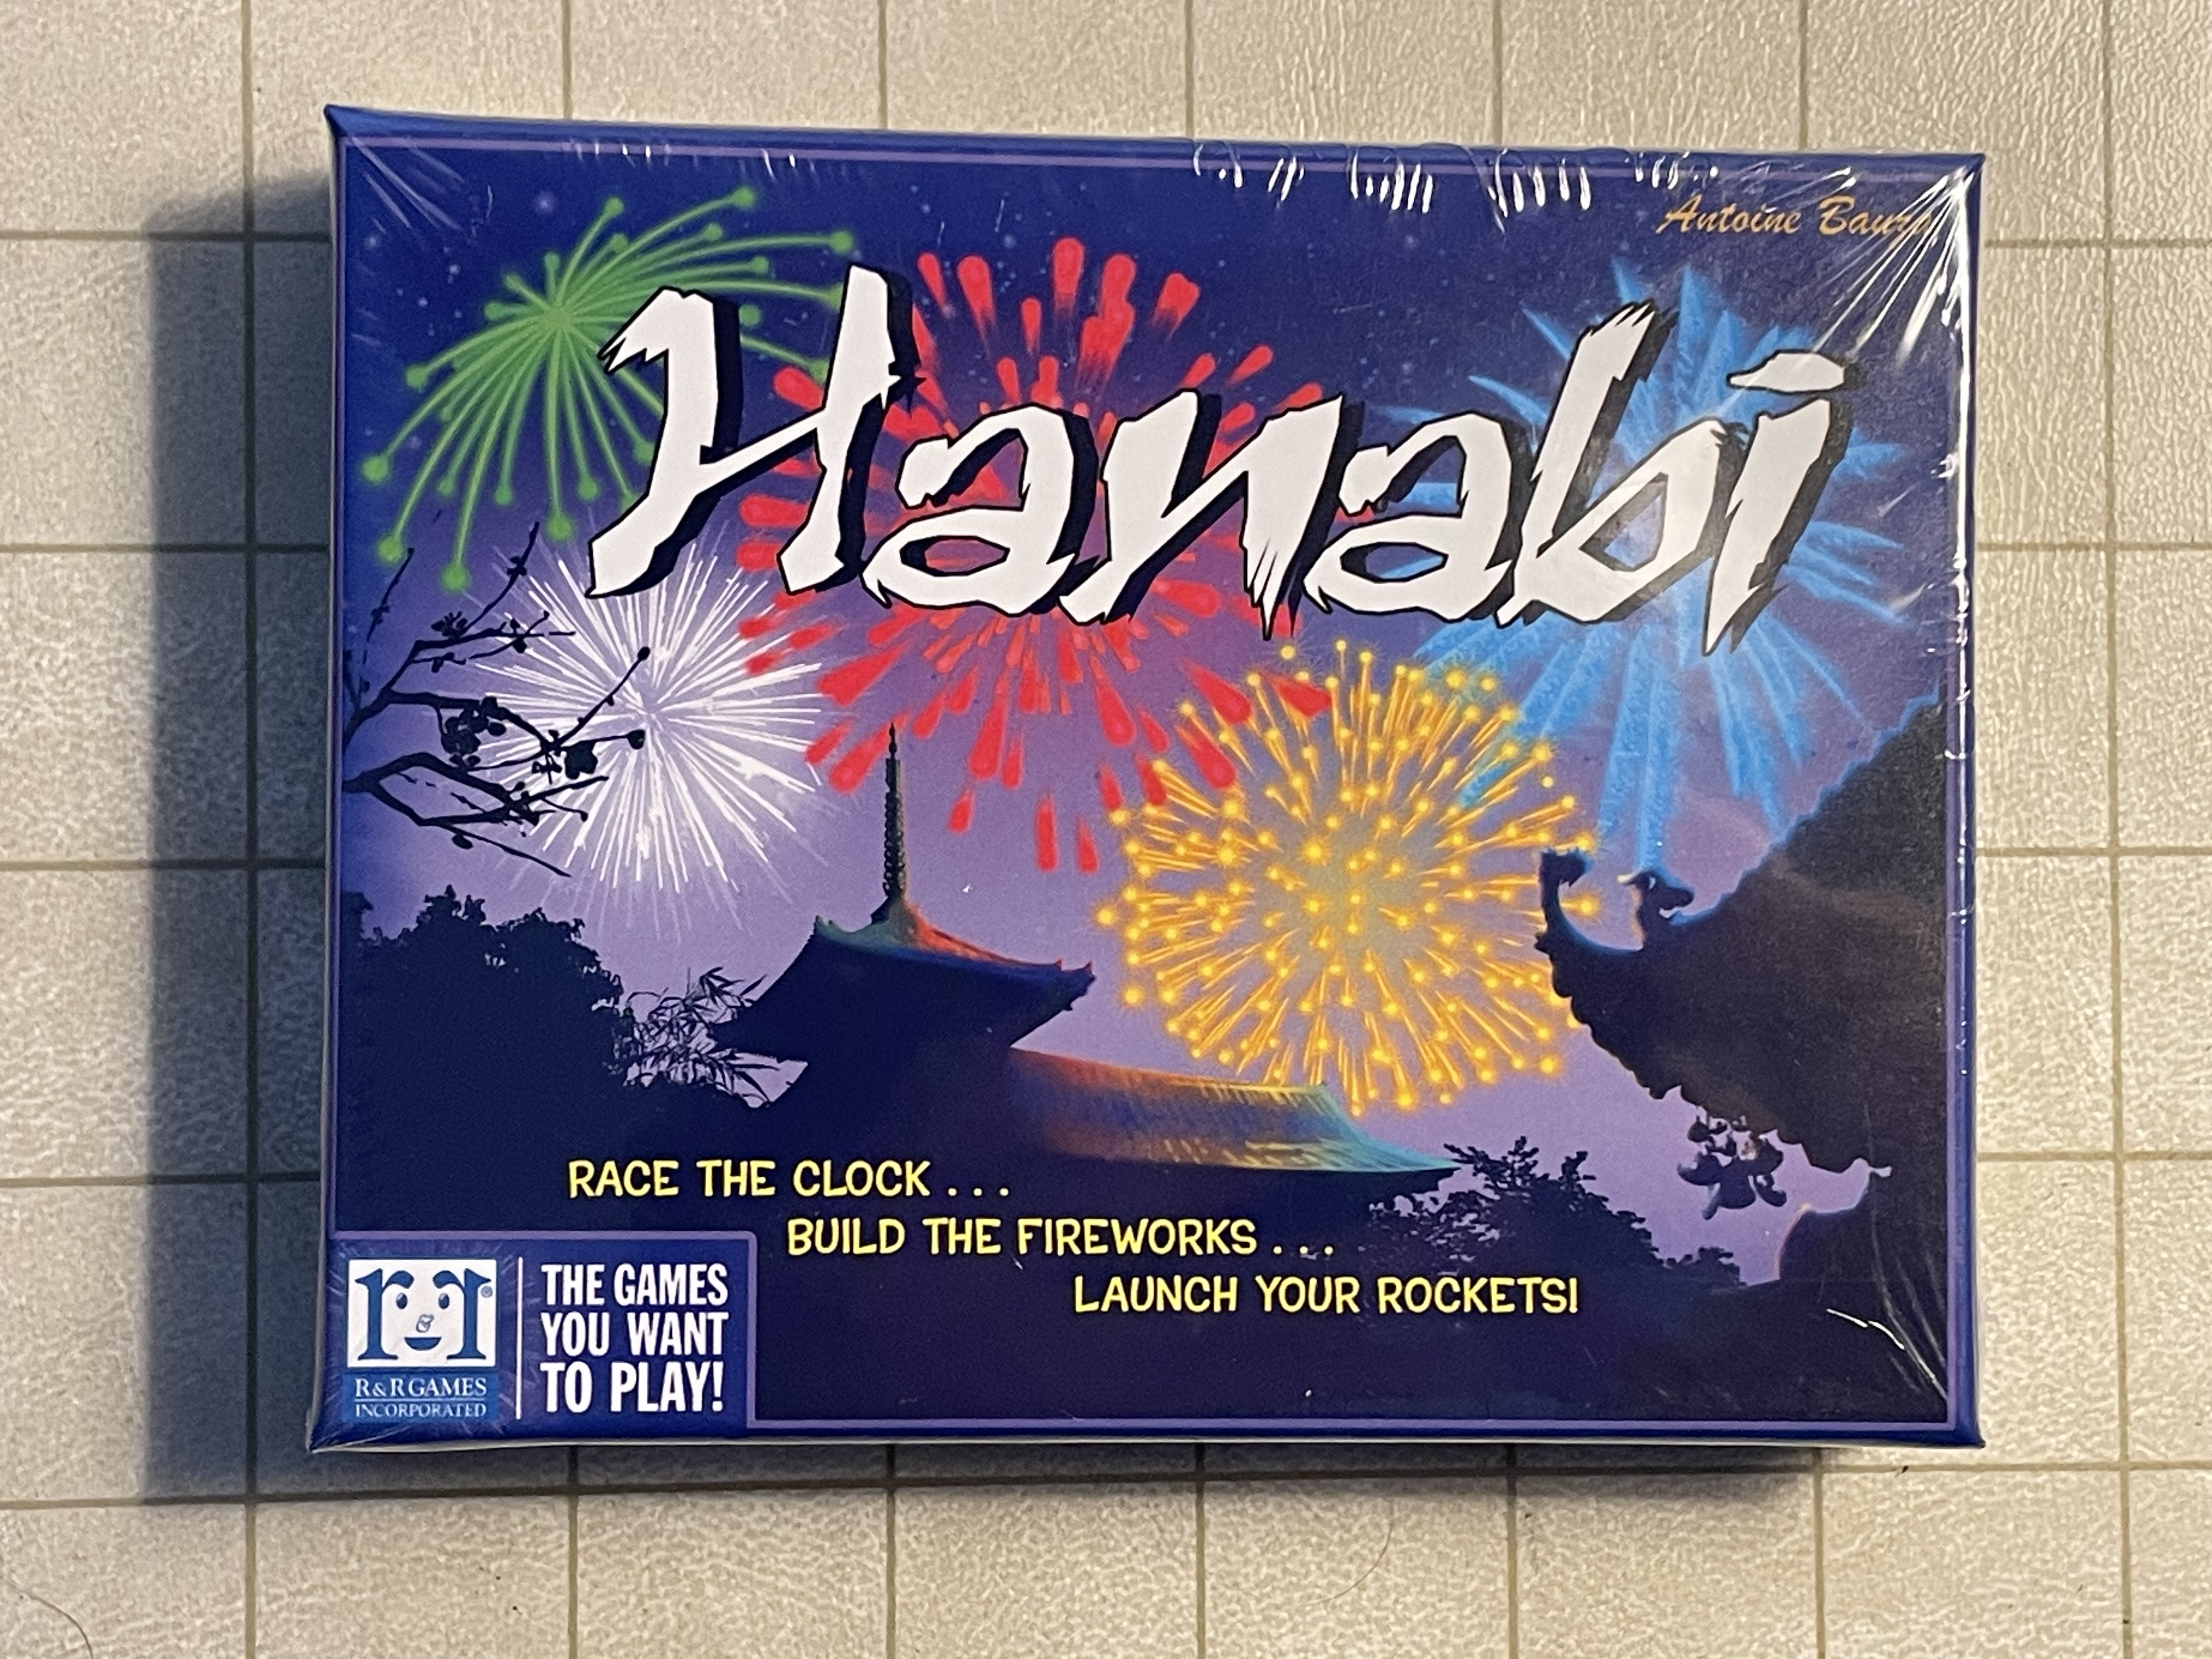 Antoine Bauza
Hanabi
RACE THE CLOCK . . .
BUILD THE FIREWORKS . . .
LAUNCH YOUR ROCKETS!
r & r ®
R & R GAMES
INCORPORATED
THE GAMES
YOU WANT
TO PLAY!